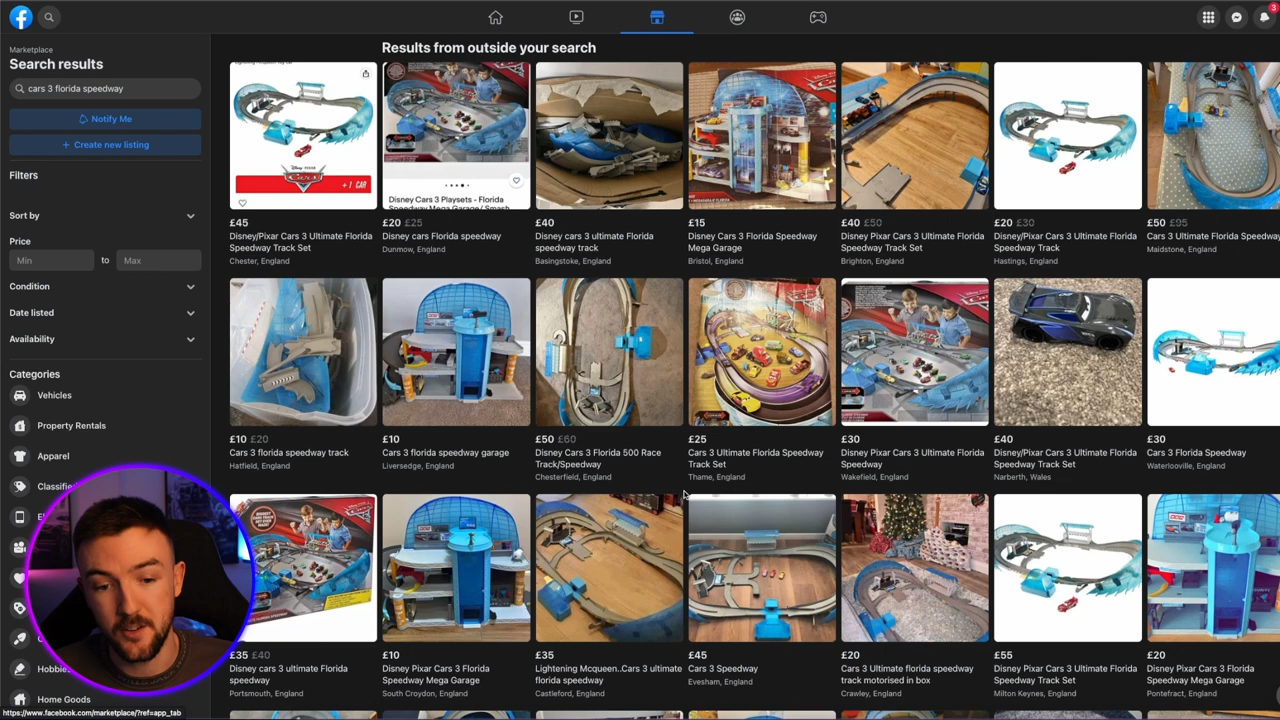 3
Marketplace
Search results
cars 3 florida speedway
Notify Me
+ Create new listing
Filters
Sort by
Price
Min
to
Max
Condition
Date listed
Availability
Categories
Vehicles
Property Rentals
Apparel
Classifie
Hobbie
Home Goods
https://www.facebook.com/marketplace/?ref=app_tab
Results from outside your search
Disney PIXAR
Cars
+ 1 CAR
Disney Cars 3 Playsets - Florida
Speedway Mega Garage/ Smash
£45
Disney/Pixar Cars 3 Ultimate Florida
Speedway Track Set
Chester, England
£20 £25
Disney cars Florida speedway
Dunmow, England
£40
Disney cars 3 ultimate Florida
speedway track
Basingstoke, England
£15
Disney Cars 3 Florida Speedway
Mega Garage
Bristol, England
£40 £50
Disney Pixar Cars 3 Ultimate Florida
Speedway Track Set
Brighton, England
£20 £30
Disney/Pixar Cars 3 Ultimate Florida
Speedway Track
Hastings, England
£50 £95
Cars 3 Ultimate Florida Speedway
Maidstone, England
£10 £20
Cars 3 florida speedway track
Hatfield, England
£10
Cars 3 florida speedway garage
Liversedge, England
£50 £60
Disney Cars 3 Florida 500 Race
Track/Speedway
Chesterfield, England
£25
Cars 3 Ultimate Florida Speedway
Track Set
Thame, England
£30
Disney Pixar Cars 3 Ultimate Florida
Speedway
Wakefield, England
£40
Disney/Pixar Cars 3 Ultimate Florida
Speedway Track Set
Narberth, Wales
£30
Cars 3 Florida Speedway
Waterlooville, England
£35 £40
Disney cars 3 ultimate Florida
speedway
Portsmouth, England
£10
Disney Pixar Cars 3 Florida
Speedway Mega Garage
South Croydon, England
£35
Lightening Mcqueen..Cars 3 ultimate
florida speedway
Castleford, England
£45
Cars 3 Speedway
Evesham, England
£20
Cars 3 Ultimate florida speedway
track motorised in box
Crawley, England
£55
Disney Pixar Cars 3 Ultimate Florida
Speedway Track Set
Milton Keynes, England
£20
Disney Pixar Cars 3 Florida
Speedway Mega Garage
Pontefract, England